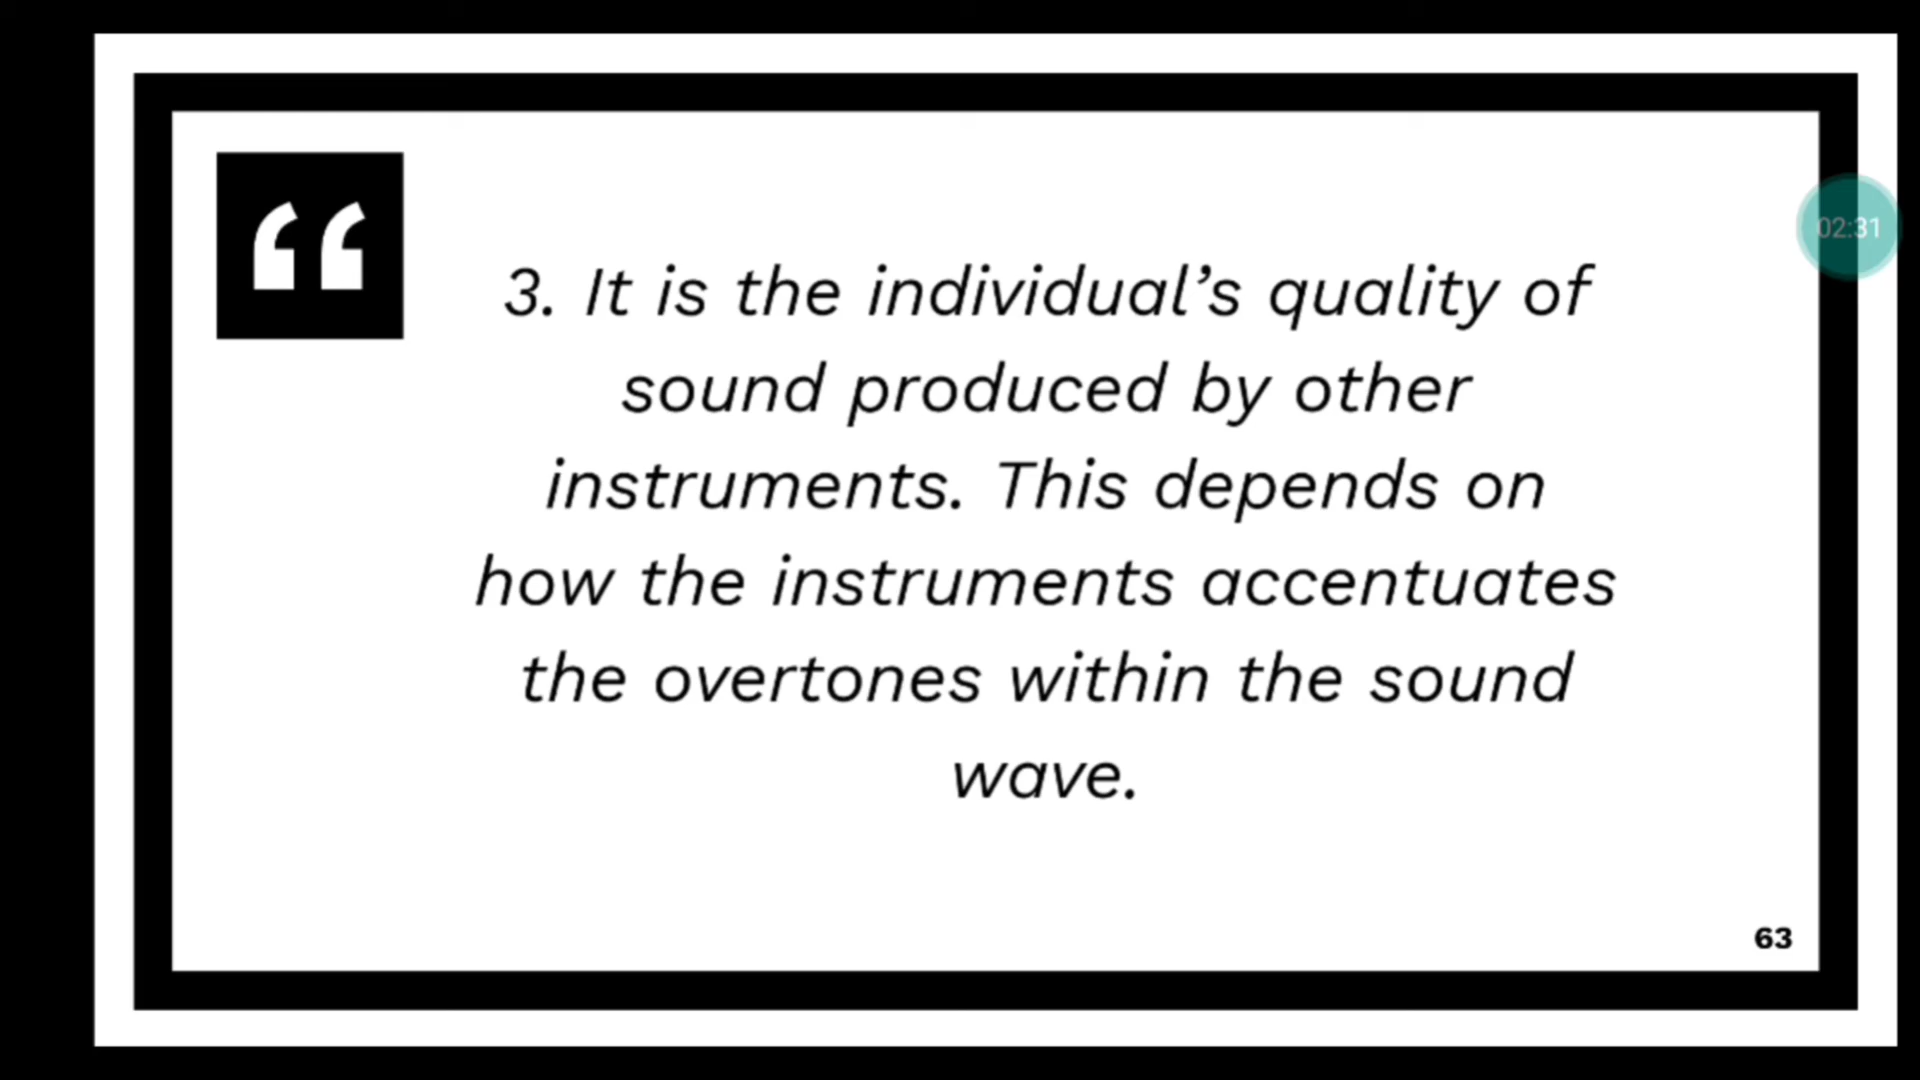 “
3. It is the individual’s quality of
sound produced by other
instruments. This depends on
how the instruments accentuates
the overtones within the sound
wave.
02:31
63